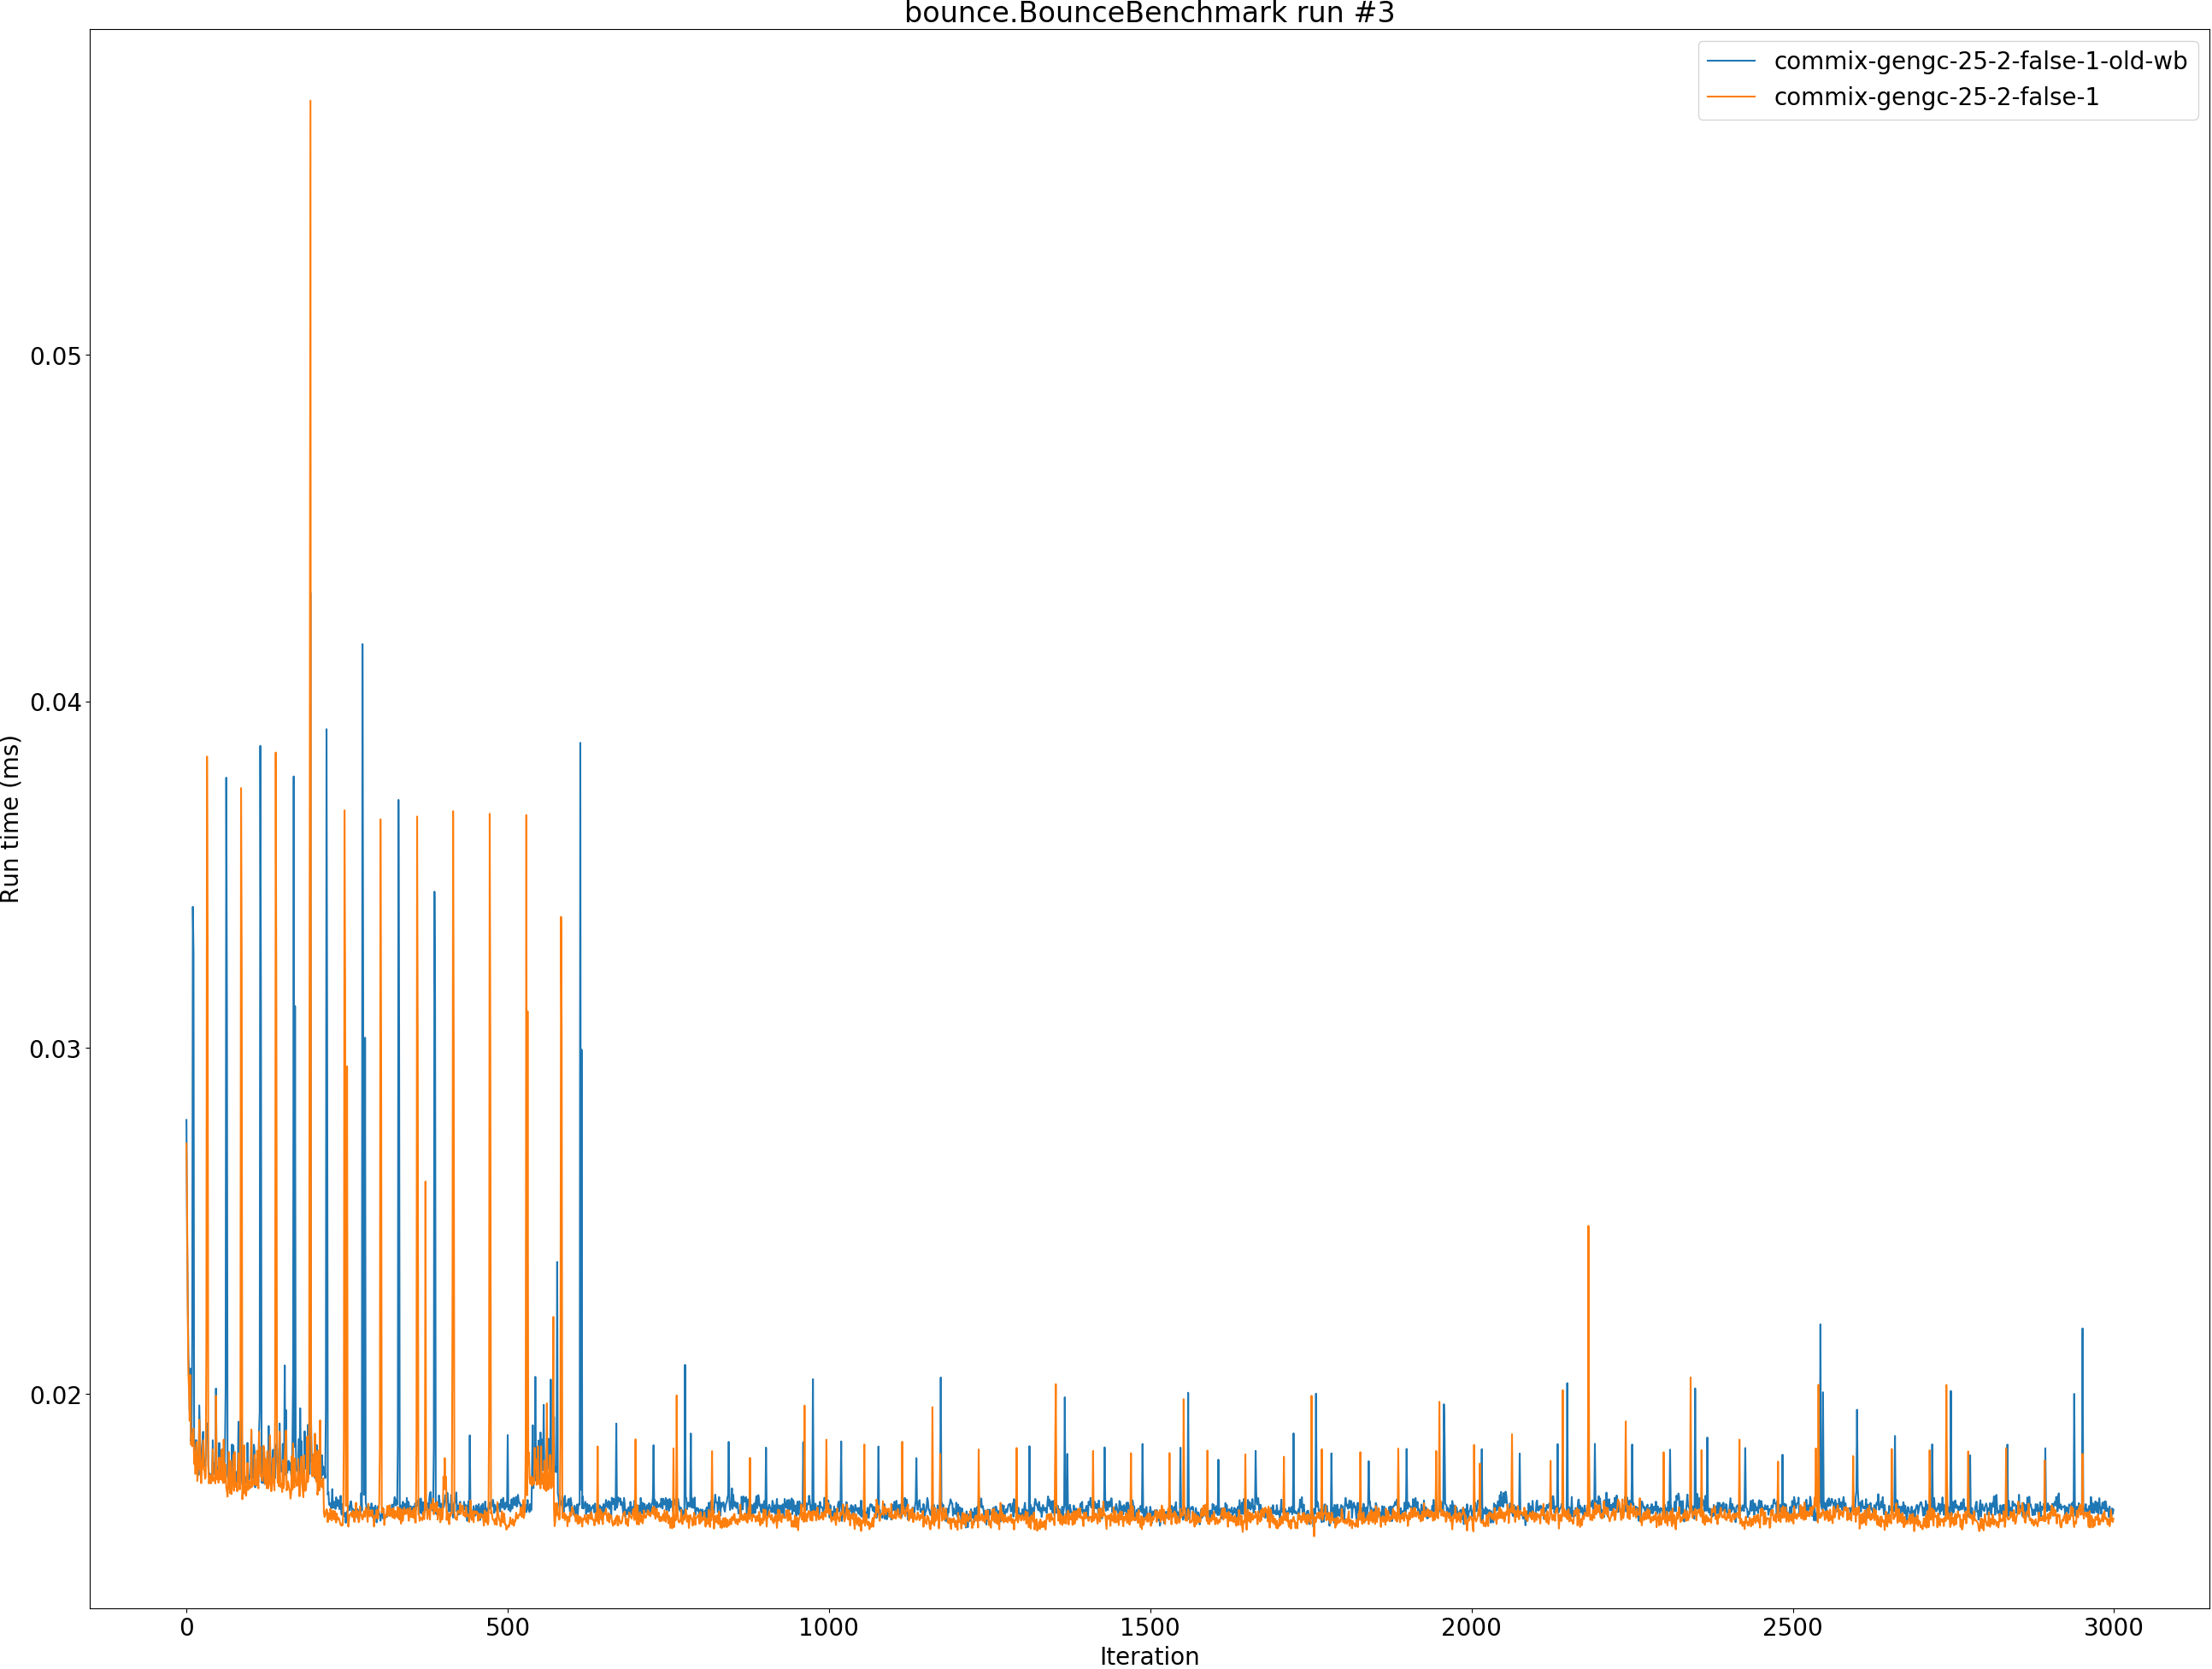 bounce.BounceBenchmark run #3
commix-gengc-25-2-false-1-old-wb
commix-gengc-25-2-false-1
Run time (ms)
0.05
0.04
0.03
0.02
0
500
1000
1500
2000
2500
3000
Iteration